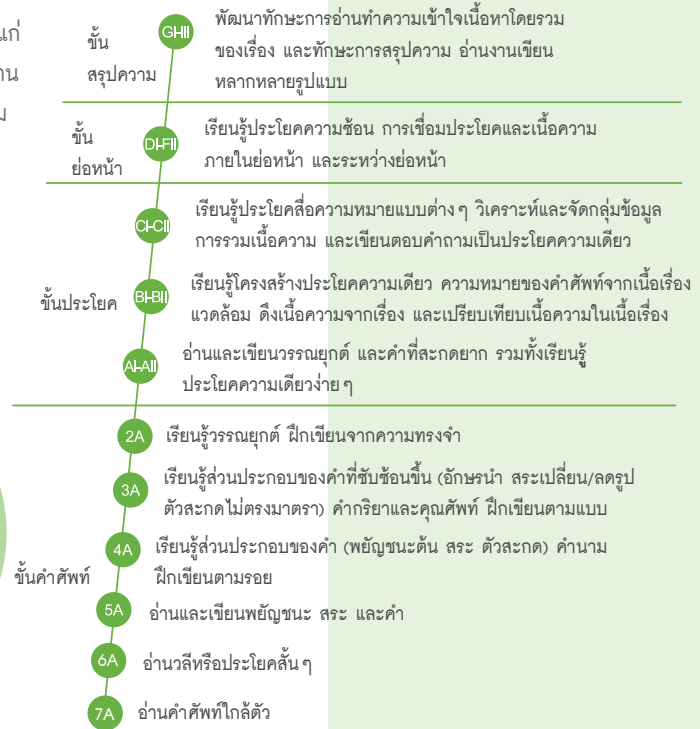 แก่
ขั้น
สรุปความ
GI-III
พัฒนาทักษะการอ่านทำความเข้าใจเนื้อหาโดยรวม
ของเรื่อง และทักษะการสรุปความ อ่านงานเขียน
หลากหลายรูปแบบ
ขั้น
ย่อหน้า
DI-FII
เรียนรู้ประโยคความซ้อน การเชื่อมประโยคและเนื้อความ
ภายในย่อหน้า และระหว่างย่อหน้า
ขั้นประโยค
CI-CII
เรียนรู้ประโยคสื่อความหมายแบบต่าง ๆ วิเคราะห์และจัดกลุ่มข้อมูล
การรวมเนื้อความ และเขียนตอบคำถามเป็นประโยคความเดียว
BI-BII
เรียนรู้โครงสร้างประโยคความเดียว ความหมายของคำศัพท์จากเนื้อเรื่อง
แวดล้อม ดึงเนื้อความจากเรื่อง และเปรียบเทียบเนื้อความในเนื้อเรื่อง
AI-AII
อ่านและเขียนวรรณยุกต์ และคำที่สะกดยาก รวมทั้งเรียนรู้
ประโยคความเดียวง่าย ๆ
2A
เรียนรู้วรรณยุกต์ ฝึกเขียนจากความทรงจำ
3A
เรียนรู้ส่วนประกอบของคำที่ซับซ้อนขึ้น (อักษรนำ สระเปลี่ยน/ลดรูป
ตัวสะกดไม่ตรงมาตรา) คำกริยาและคุณศัพท์ ฝึกเขียนตามแบบ
ขั้นคำศัพท์
4A
เรียนรู้ส่วนประกอบของคำ (พยัญชนะต้น สระ ตัวสะกด) คำนาม
ฝึกเขียนตามรอย
5A
อ่านและเขียนพยัญชนะ สระ และคำ
6A
อ่านวลีหรือประโยคสั้น ๆ
7A
อ่านคำศัพท์ใกล้ตัว